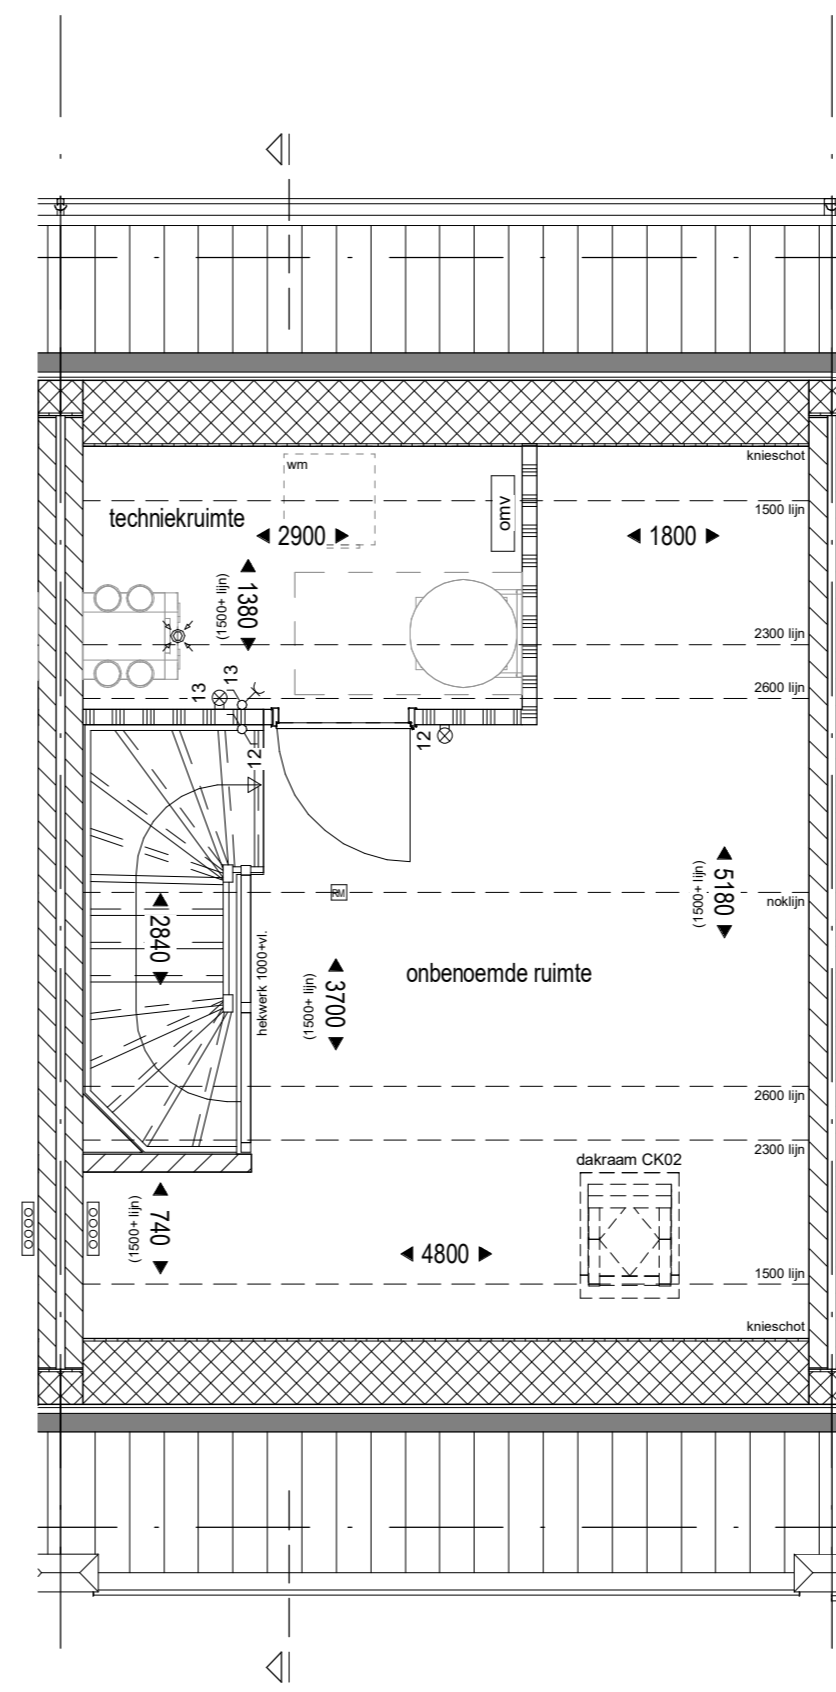 knieschot
wm
1500 lijn
techniekruimte
omv
2900
1800
1380
(1500+ lijn)
2300 lijn
13
13
2600 lijn
12
12
5180
(1500+ lijn)
RM
noklijn
2840
hekwerk 1000+vl.
3700
(1500+ lijn)
onbenoemde ruimte
2600 lijn
2300 lijn
dakraam CK02
740
(1500+ lijn)
4800
1500 lijn
knieschot